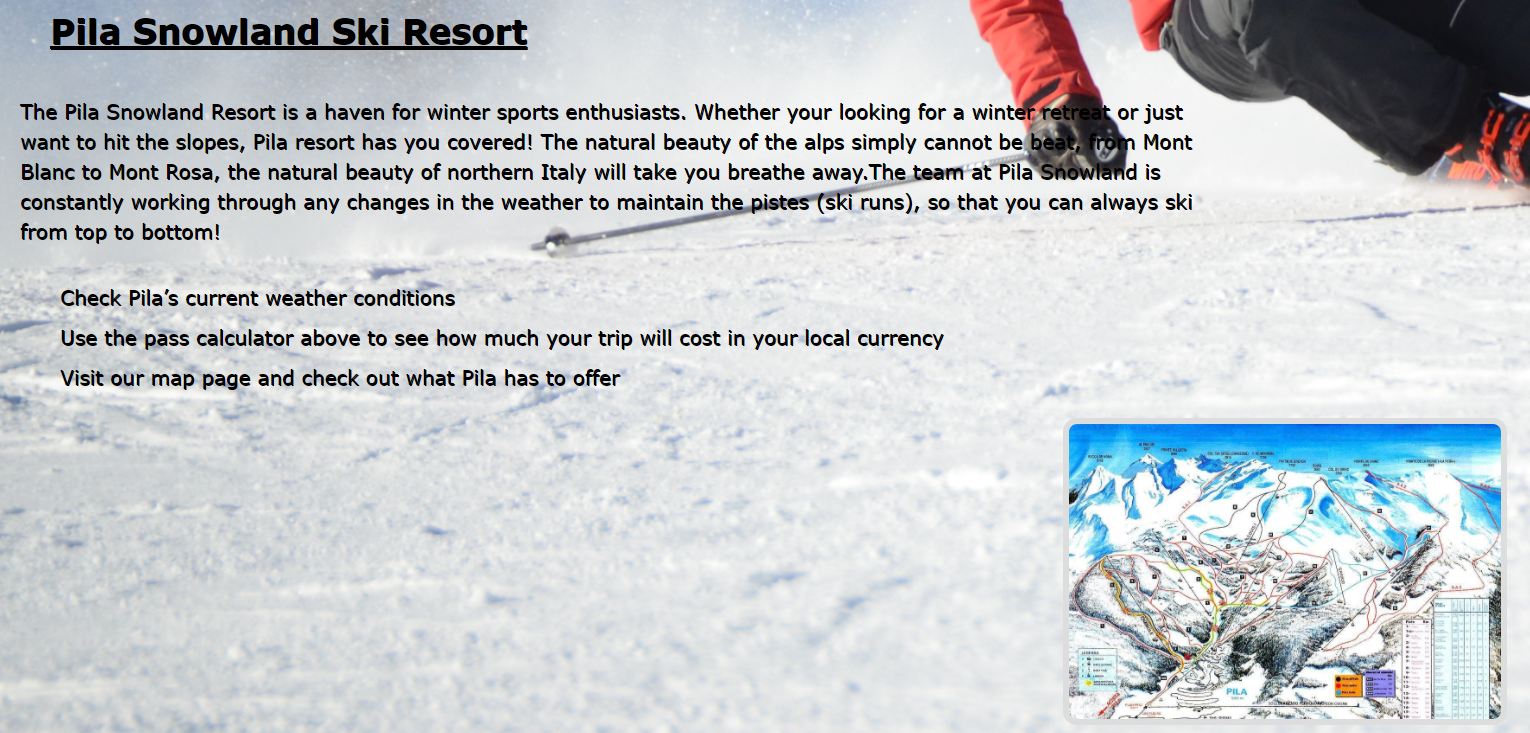 Pila Snowland Ski Resort
The Pila Snowland Resort is a haven for winter sports enthusiasts. Whether your looking for a winter retreat or just
want to hit the slopes, Pila resort has you covered! The natural beauty of the alps simply cannot be beat, from Mont
Blanc to Mont Rosa, the natural beauty of northern Italy will take you breathe away.The team at Pila Snowland is
constantly working through any changes in the weather to maintain the pistes (ski runs), so that you can always ski
from top to bottom!
Check Pila’s current weather conditions
Use the pass calculator above to see how much your trip will cost in your local currency
Visit our map page and check out what Pila has to offer
PILA